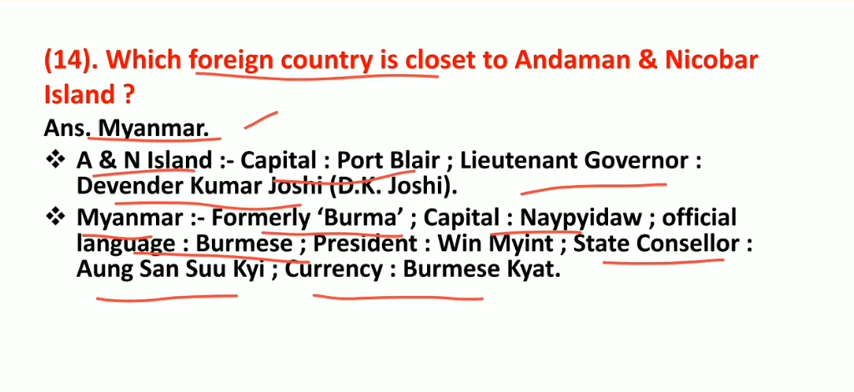 (14). Which foreign country is closet to Andaman & Nicobar
Island ?
Ans. Myanmar.
❖ A & N Island :- Capital : Port Blair ; Lieutenant Governor :
Devender Kumar Joshi (D.K. Joshi).
❖ Myanmar :- Formerly ‘Burma’ ; Capital : Naypyidaw ; official
language : Burmese ; President : Win Myint ; State Consellor :
Aung San Suu Kyi ; Currency : Burmese Kyat.